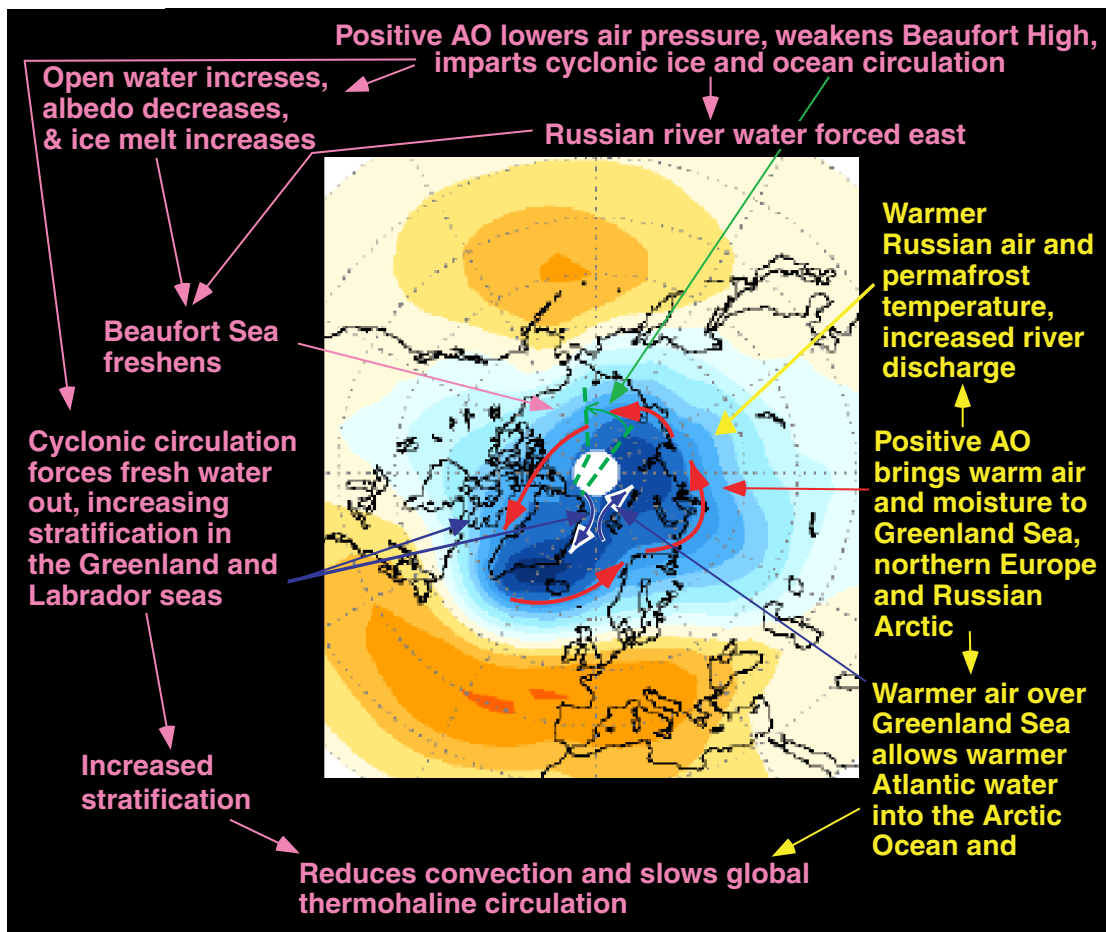 Positive AO lowers air pressure, weakens Beaufort High,
imparts cyclonic ice and ocean circulation
Open water increses,
albedo decreases,
& ice melt increases
Russian river water forced east
Warmer
Russian air and
permafrost
temperature,
increased river
discharge
Beaufort Sea
freshens
Cyclonic circulation
forces fresh water
out, increasing
stratification in
the Greenland and
Labrador seas
Positive AO
brings warm air
and moisture to
Greenland Sea,
northern Europe
and Russian
Arctic
Warmer air over
Greenland Sea
allows warmer
Atlantic water
into the Arctic
Ocean and
Increased
stratification
Reduces convection and slows global
thermohaline circulation